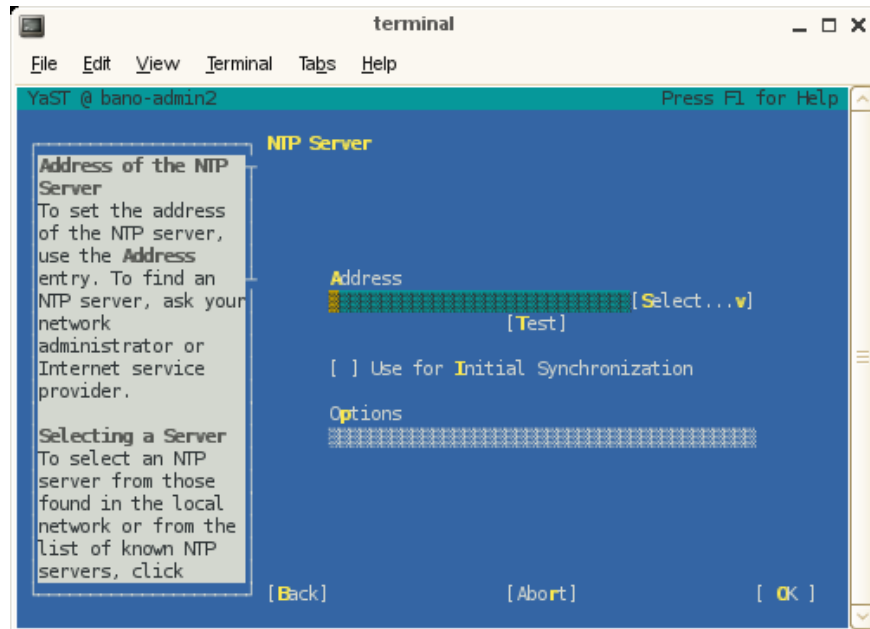 terminal
File Edit View Terminal Tabs Help
YaST @ bano-admin2 Press F1 for Help
NTP Server
Address of the NTP
Server
To set the address
of the NTP server,
use the Address
entry. To find an
NTP server, ask your
network
administrator or
Internet service
provider.
Selecting a Server
To select an NTP
server from those
found in the local
network or from the
list of known NTP
servers, click
Address
[Select...v]
[Test]
[ ] Use for Initial Synchronization
Options
[Back] [Abort] [ OK ]